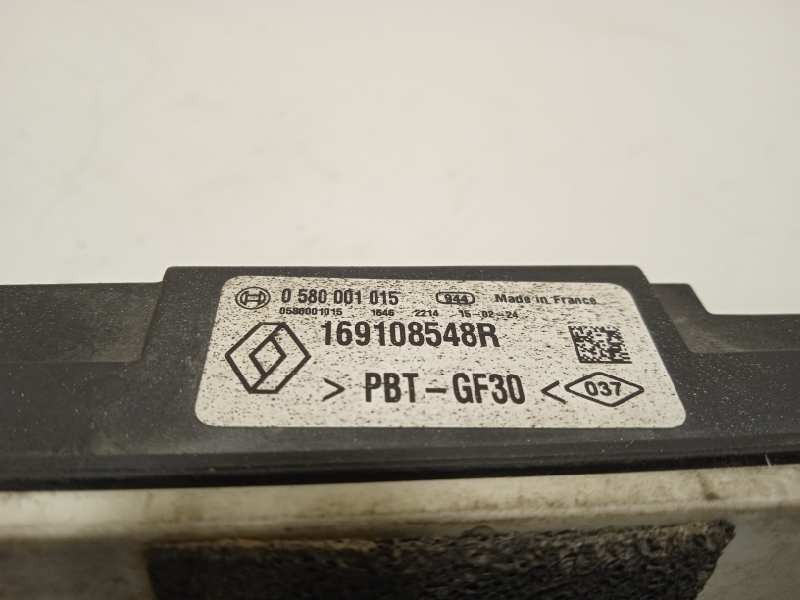 0 580 001 015 944 Made in France
0580001015 1646 2214 15-02-24
169108548R
> PBT-GF30 < 037